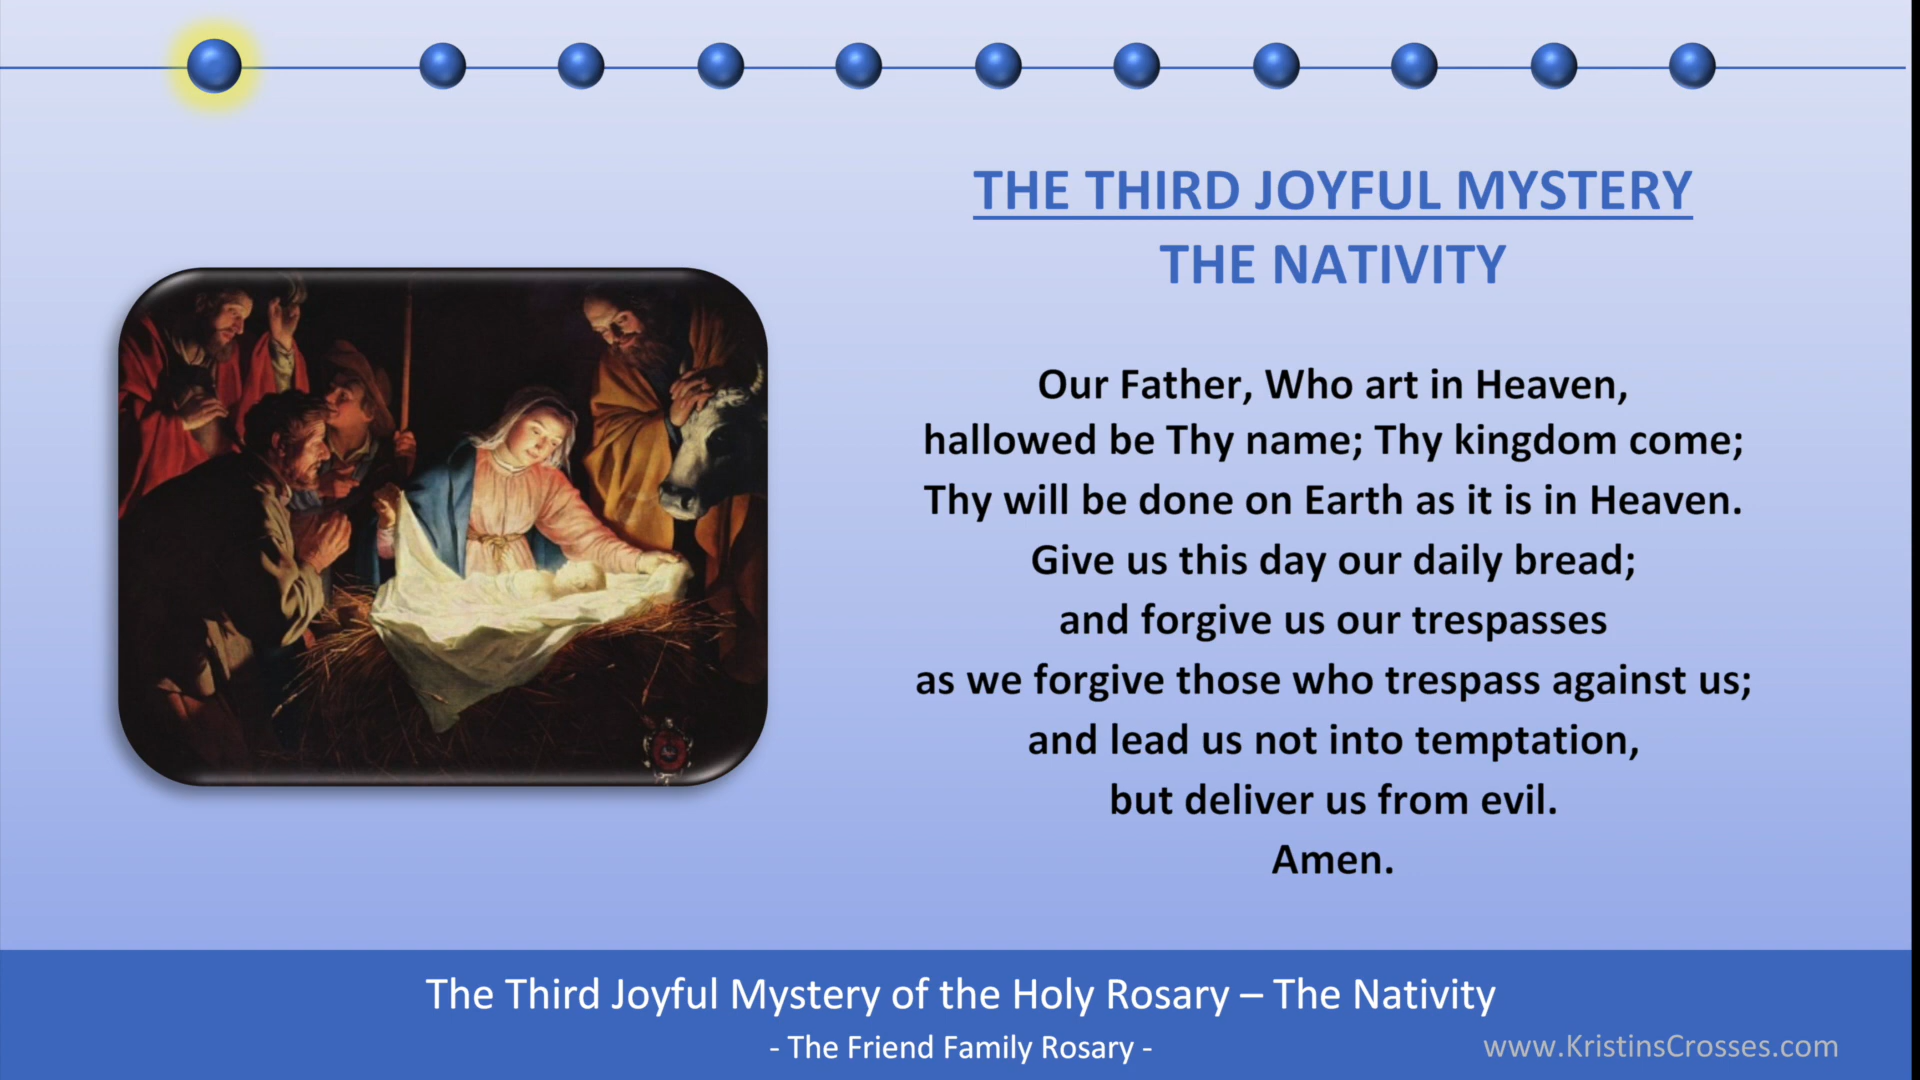 THE THIRD JOYFUL MYSTERY
THE NATIVITY
Our Father, Who art in Heaven,
hallowed be Thy name; Thy kingdom come;
Thy will be done on Earth as it is in Heaven.
Give us this day our daily bread;
and forgive us our trespasses
as we forgive those who trespass against us;
and lead us not into temptation,
but deliver us from evil.
Amen.
The Third Joyful Mystery of the Holy Rosary – The Nativity
- The Friend Family Rosary -
www.KristinsCrosses.com